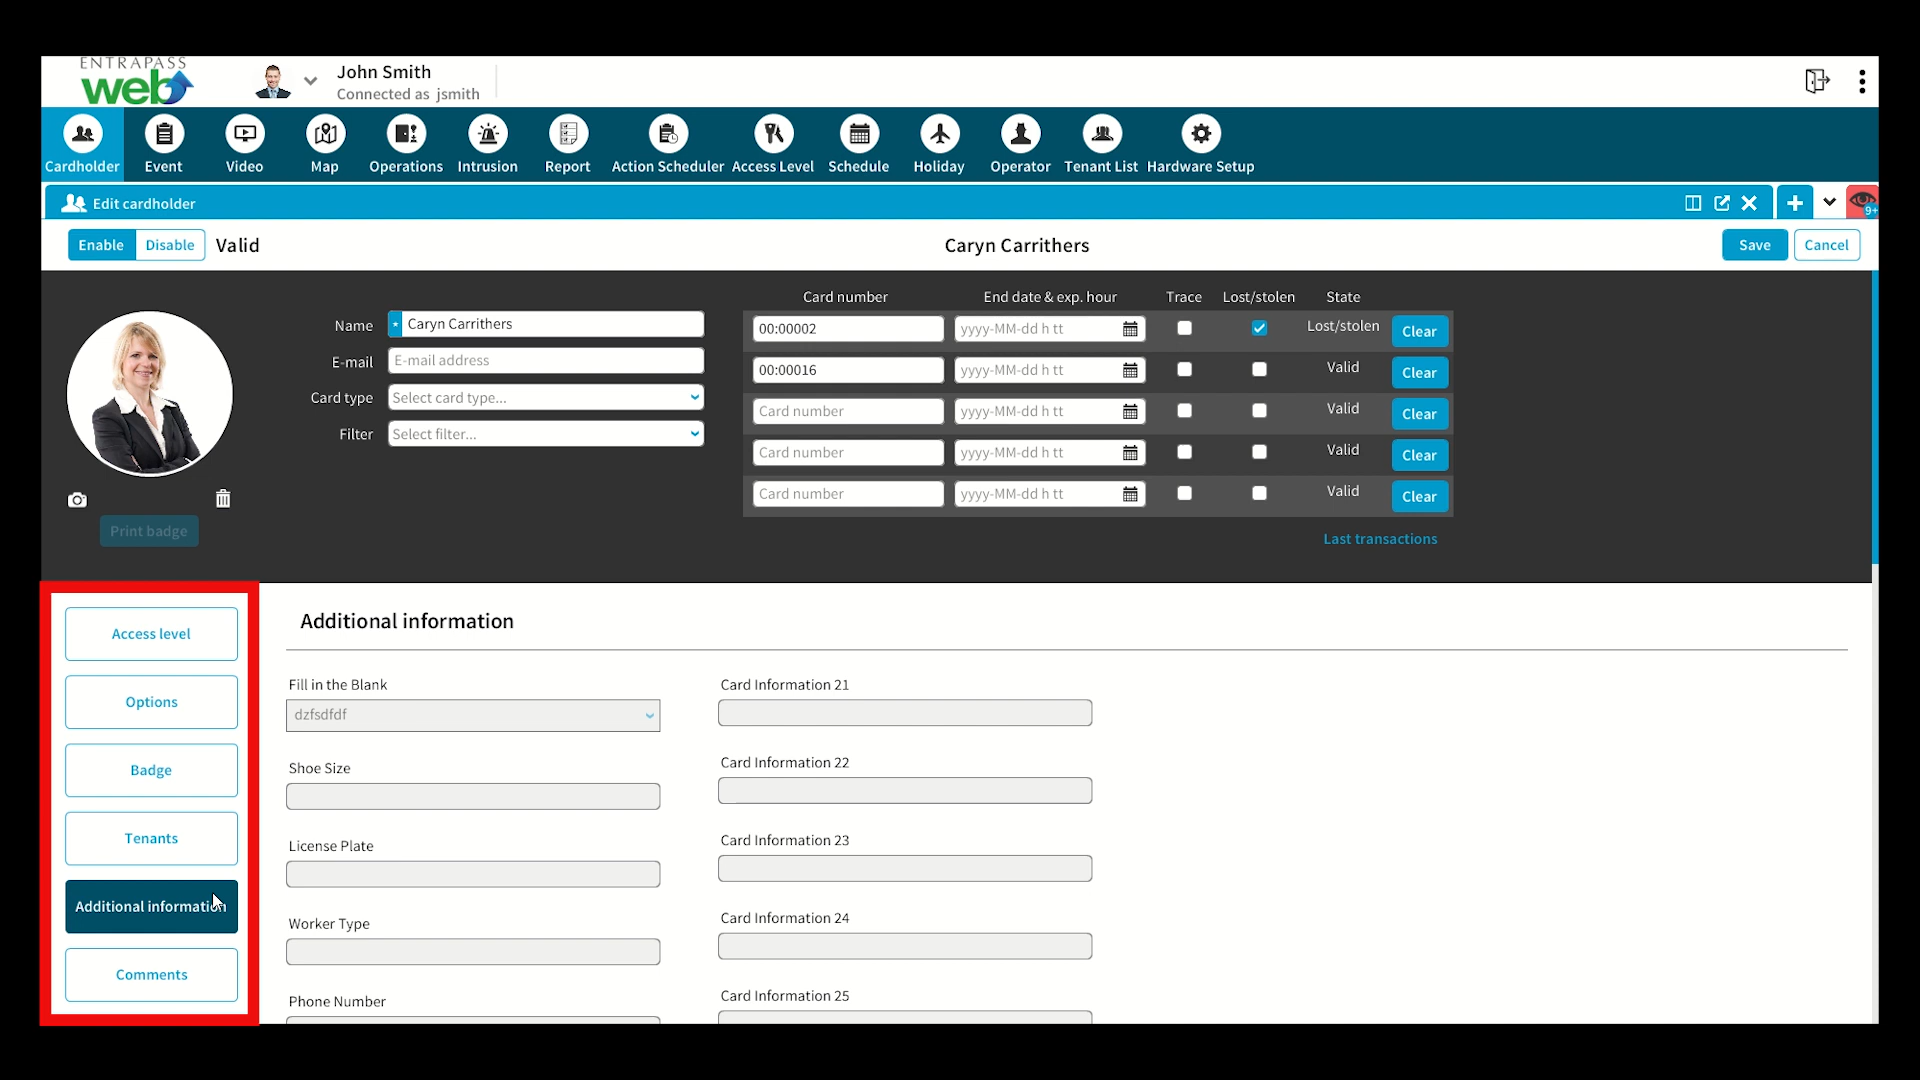 ENTRAPASS
web
John Smith
Connected as jsmith
Cardholder Event Video Map Operations Intrusion Report Action Scheduler Access Level Schedule Holiday Operator Tenant List Hardware Setup
Edit cardholder
9+
Enable Disable Valid Caryn Carrithers Save Cancel
Card number End date & exp. hour Trace Lost/stolen State
Name * Caryn Carrithers
E-mail E-mail address
Card type Select card type...
Filter Select filter...
00:00002 yyyy-MM-dd h tt Lost/stolen Clear
00:00016 yyyy-MM-dd h tt Valid Clear
Card number yyyy-MM-dd h tt Valid Clear
Card number yyyy-MM-dd h tt Valid Clear
Card number yyyy-MM-dd h tt Valid Clear
Print badge
Last transactions
Access level
Options
Badge
Tenants
Additional information
Comments
Additional information
Fill in the Blank
dzfsdfdf
Shoe Size
License Plate
Worker Type
Phone Number
Card Information 21
Card Information 22
Card Information 23
Card Information 24
Card Information 25